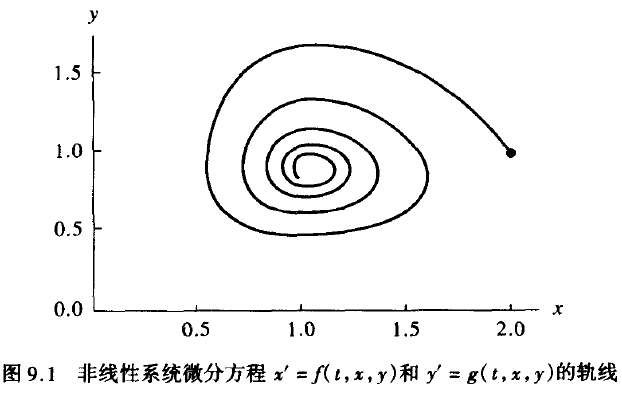 y
1.5
1.0
0.5
0.0
0.5 1.0 1.5 2.0 x
图 9.1 非线性系统微分方程 x′ = f(t,x,y)和 y′ = g(t,x,y)的轨线